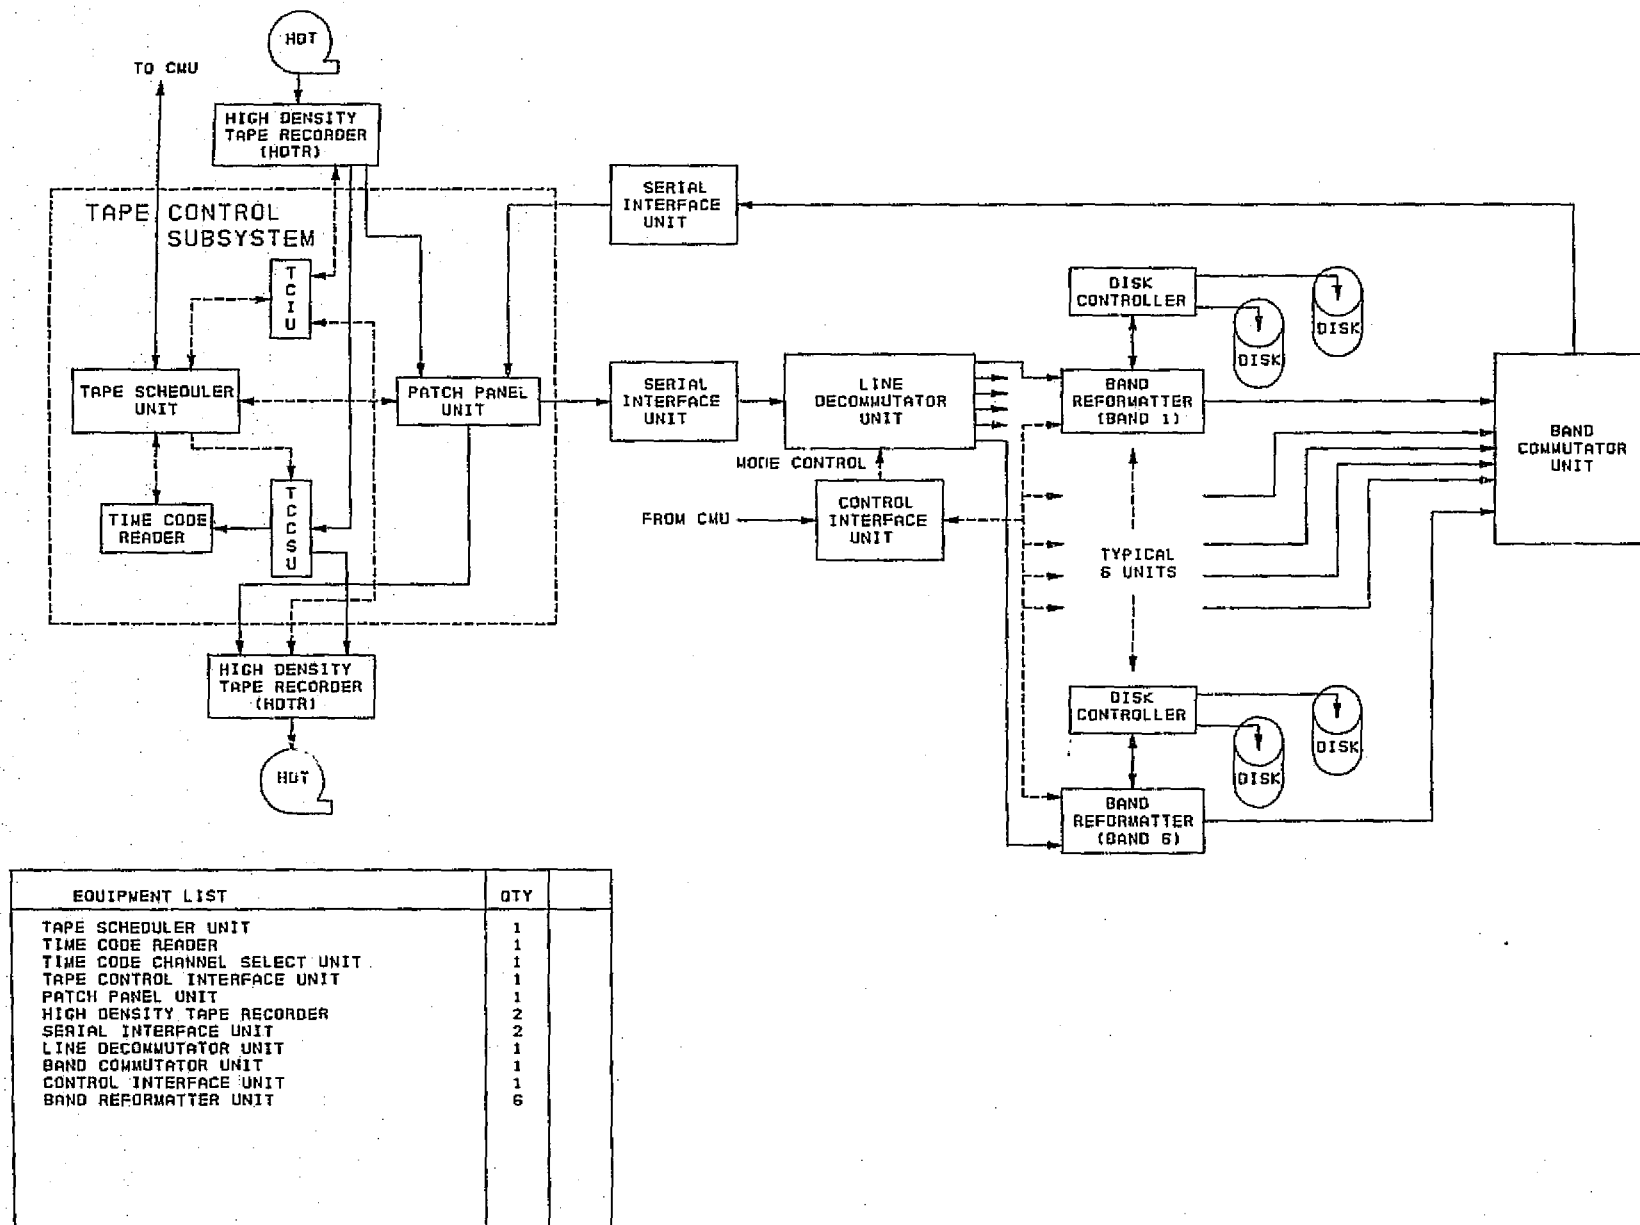 HDT
TO CMU
HIGH DENSITY
TAPE RECORDER
(HDTR)
TAPE CONTROL
SUBSYSTEM
TCIU
TAPE SCHEDULER
UNIT
PATCH PANEL
UNIT
TIME CODE
READER
TCCSU
HIGH DENSITY
TAPE RECORDER
(HDTR)
HDT
SERIAL
INTERFACE
UNIT
SERIAL
INTERFACE
UNIT
LINE
DECOMMUTATOR
UNIT
MODE CONTROL
FROM CMU
CONTROL
INTERFACE
UNIT
DISK
CONTROLLER
DISK
DISK
BAND
REFORMATTER
(BAND 1)
TYPICAL
6 UNITS
DISK
CONTROLLER
DISK
DISK
BAND
REFORMATTER
(BAND 6)
BAND
COMMUTATOR
UNIT
EQUIPMENT LIST QTY
TAPE SCHEDULER UNIT 1
TIME CODE READER 1
TIME CODE CHANNEL SELECT UNIT 1
TAPE CONTROL INTERFACE UNIT 1
PATCH PANEL UNIT 1
HIGH DENSITY TAPE RECORDER 2
SERIAL INTERFACE UNIT 2
LINE DECOMMUTATOR UNIT 1
BAND COMMUTATOR UNIT 1
CONTROL INTERFACE UNIT 1
BAND REFORMATTER UNIT 6